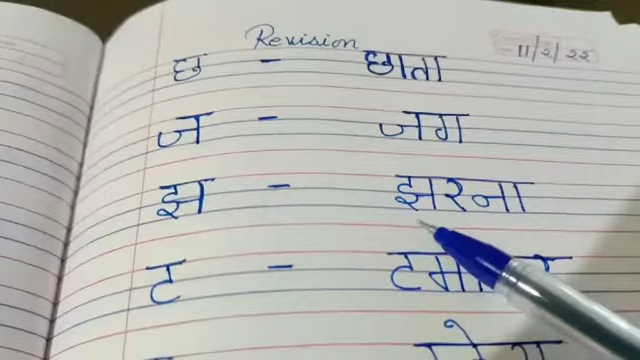 Revision 11/2/22
छ - छाता
ज - जग
झ - झरना
ट -